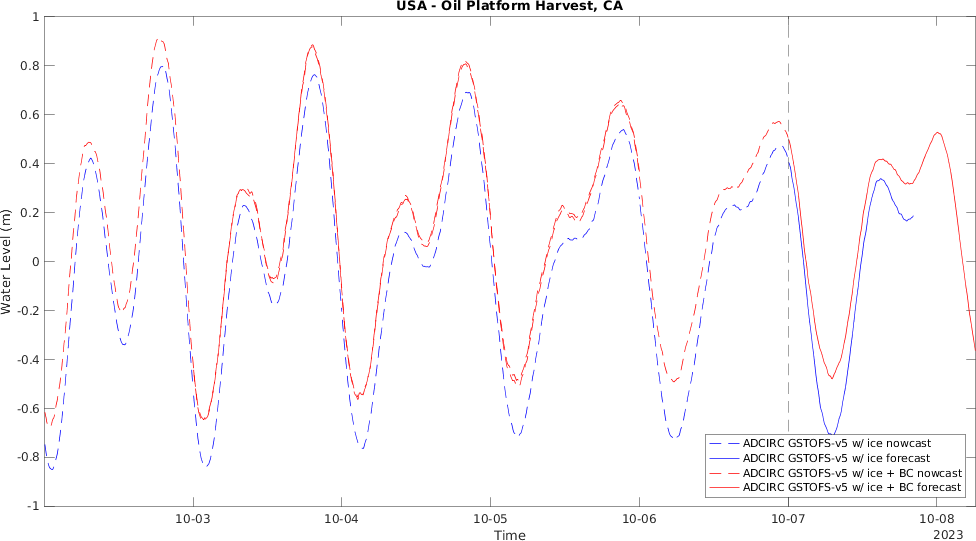 USA - Oil Platform Harvest, CA
1
0.8
0.6
0.4
0.2
0
-0.2
-0.4
-0.6
-0.8
-1
Water Level (m)
ADCIRC GSTOFS-v5 w/ ice nowcast
ADCIRC GSTOFS-v5 w/ ice forecast
ADCIRC GSTOFS-v5 w/ ice + BC nowcast
ADCIRC GSTOFS-v5 w/ ice + BC forecast
10-03 10-04 10-05 10-06 10-07 10-08
Time 2023